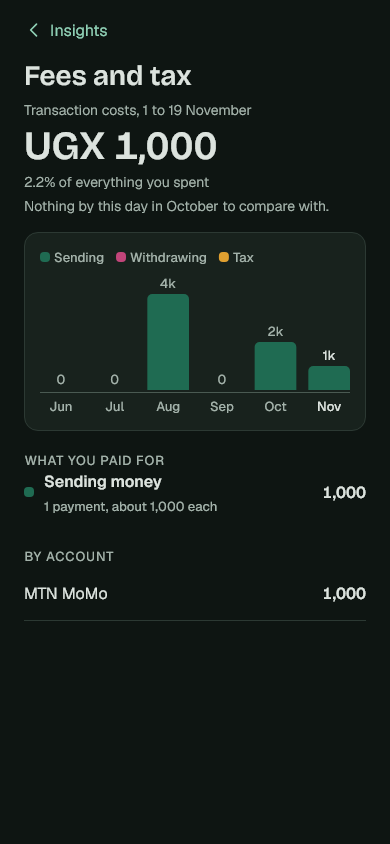 Insights
Fees and tax
Transaction costs, 1 to 19 November
UGX 1,000
2.2% of everything you spent
Nothing by this day in October to compare with.
Sending Withdrawing Tax
4k
2k
1k
0 0 0
Jun Jul Aug Sep Oct Nov
WHAT YOU PAID FOR
Sending money
1,000
1 payment, about 1,000 each
BY ACCOUNT
MTN MoMo 1,000